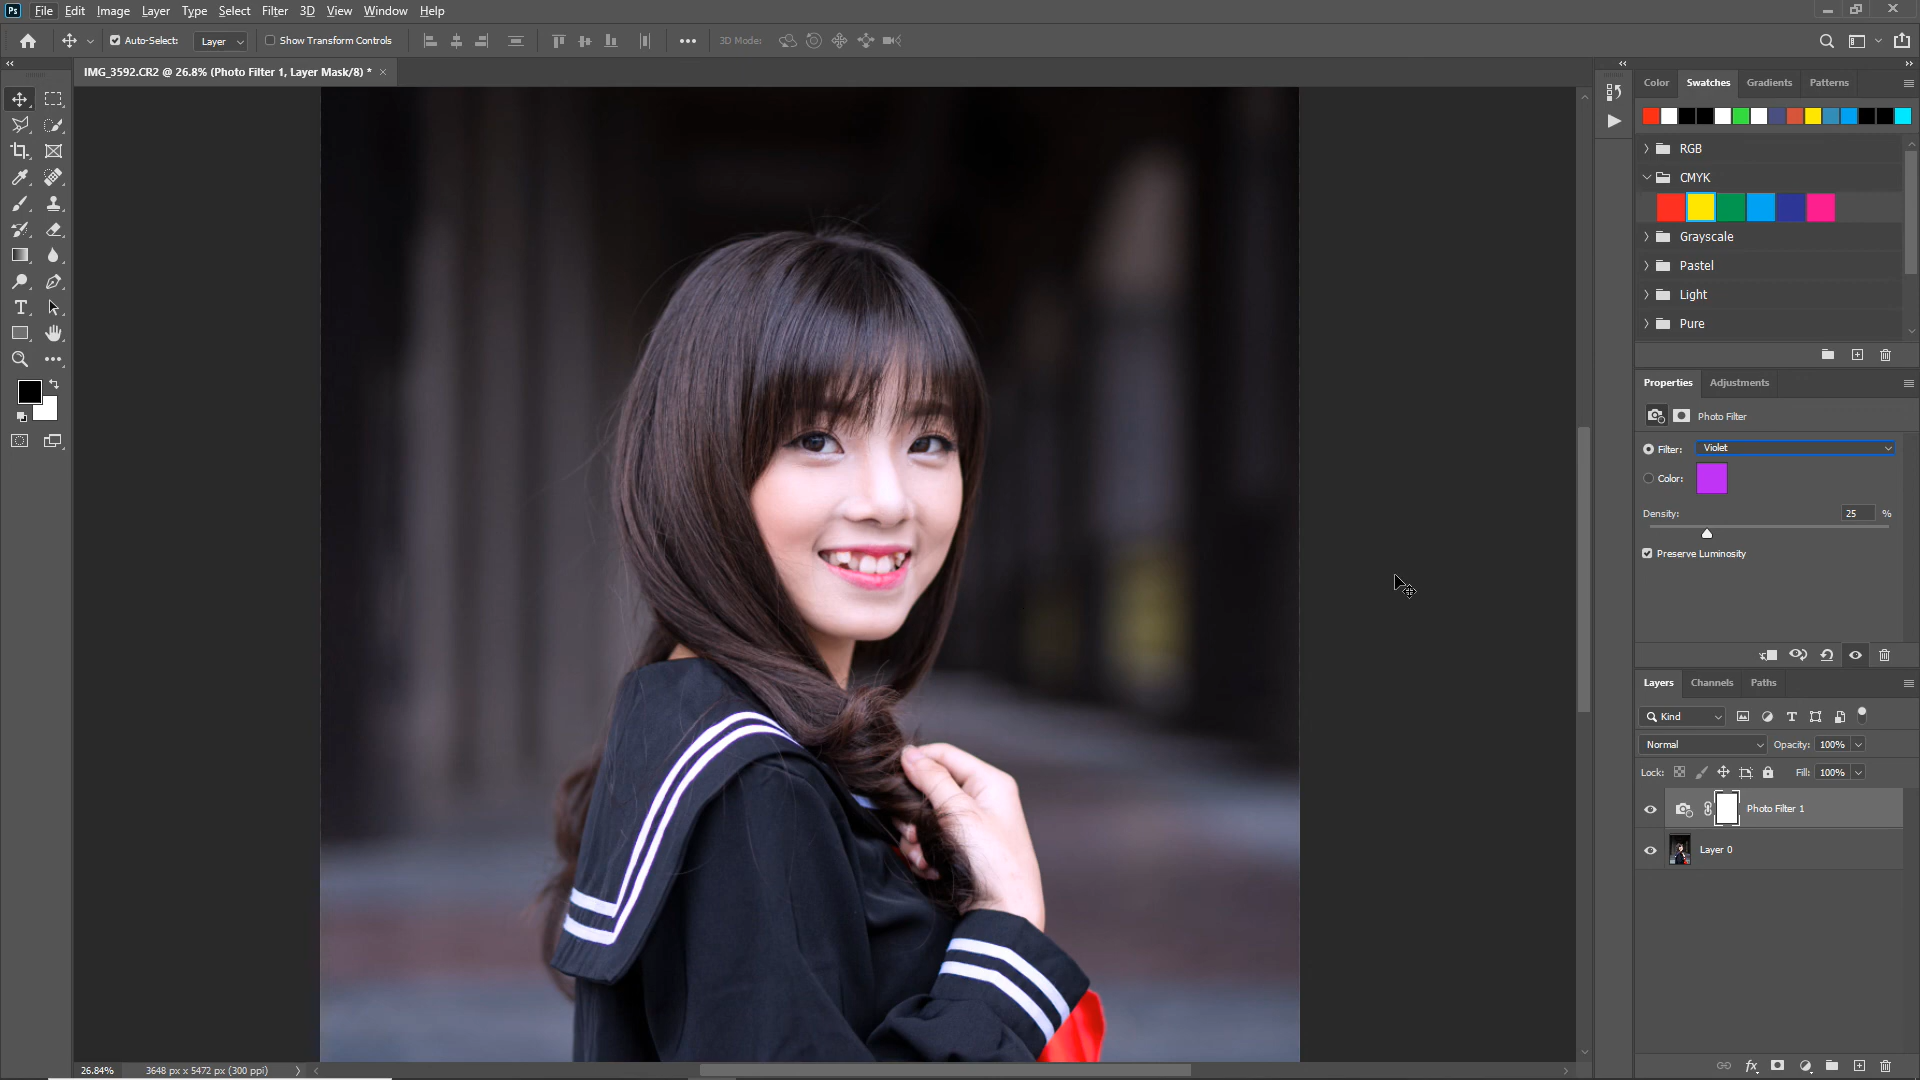 Ps File Edit Image Layer Type Select Filter 3D View Window Help
Auto-Select: Layer Show Transform Controls 3D Mode:
IMG_3592.CR2 @ 26.8% (Photo Filter 1, Layer Mask/8) *
Color Swatches Gradients Patterns
RGB
CMYK
Grayscale
Pastel
Light
Pure
Properties Adjustments
Photo Filter
Filter: Violet
Color:
Density: 25 %
Preserve Luminosity
Layers Channels Paths
Kind
Normal Opacity: 100%
Lock: Fill: 100%
Photo Filter 1
Layer 0
fx
26.84% 3648 px x 5472 px (300 ppi)